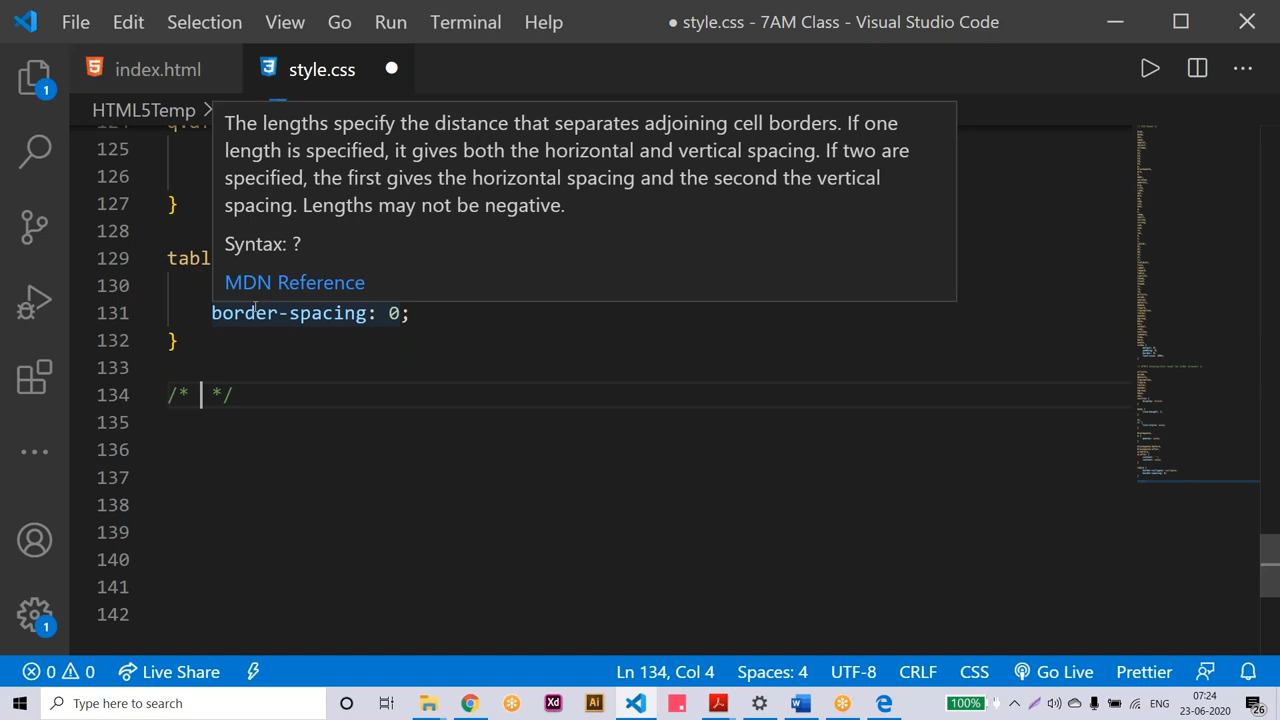 File Edit Selection View Go Run Terminal Help ● style.css - 7AM Class - Visual Studio Code
index.html style.css
HTML5Temp
The lengths specify the distance that separates adjoining cell borders. If one
length is specified, it gives both the horizontal and vertical spacing. If two are
specified, the first gives the horizontal spacing and the second the vertical
spacing. Lengths may not be negative.
Syntax: ?
MDN Reference
125
126
127 }
128
129 tabl
130
131 border-spacing: 0;
132 }
133
134 /* */
135
136
137
138
139
140
141
142
1
1
0 0 Live Share Ln 134, Col 4 Spaces: 4 UTF-8 CRLF CSS Go Live Prettier
Type here to search Xd Ai 100% ENG 07:24
23-06-2020 26